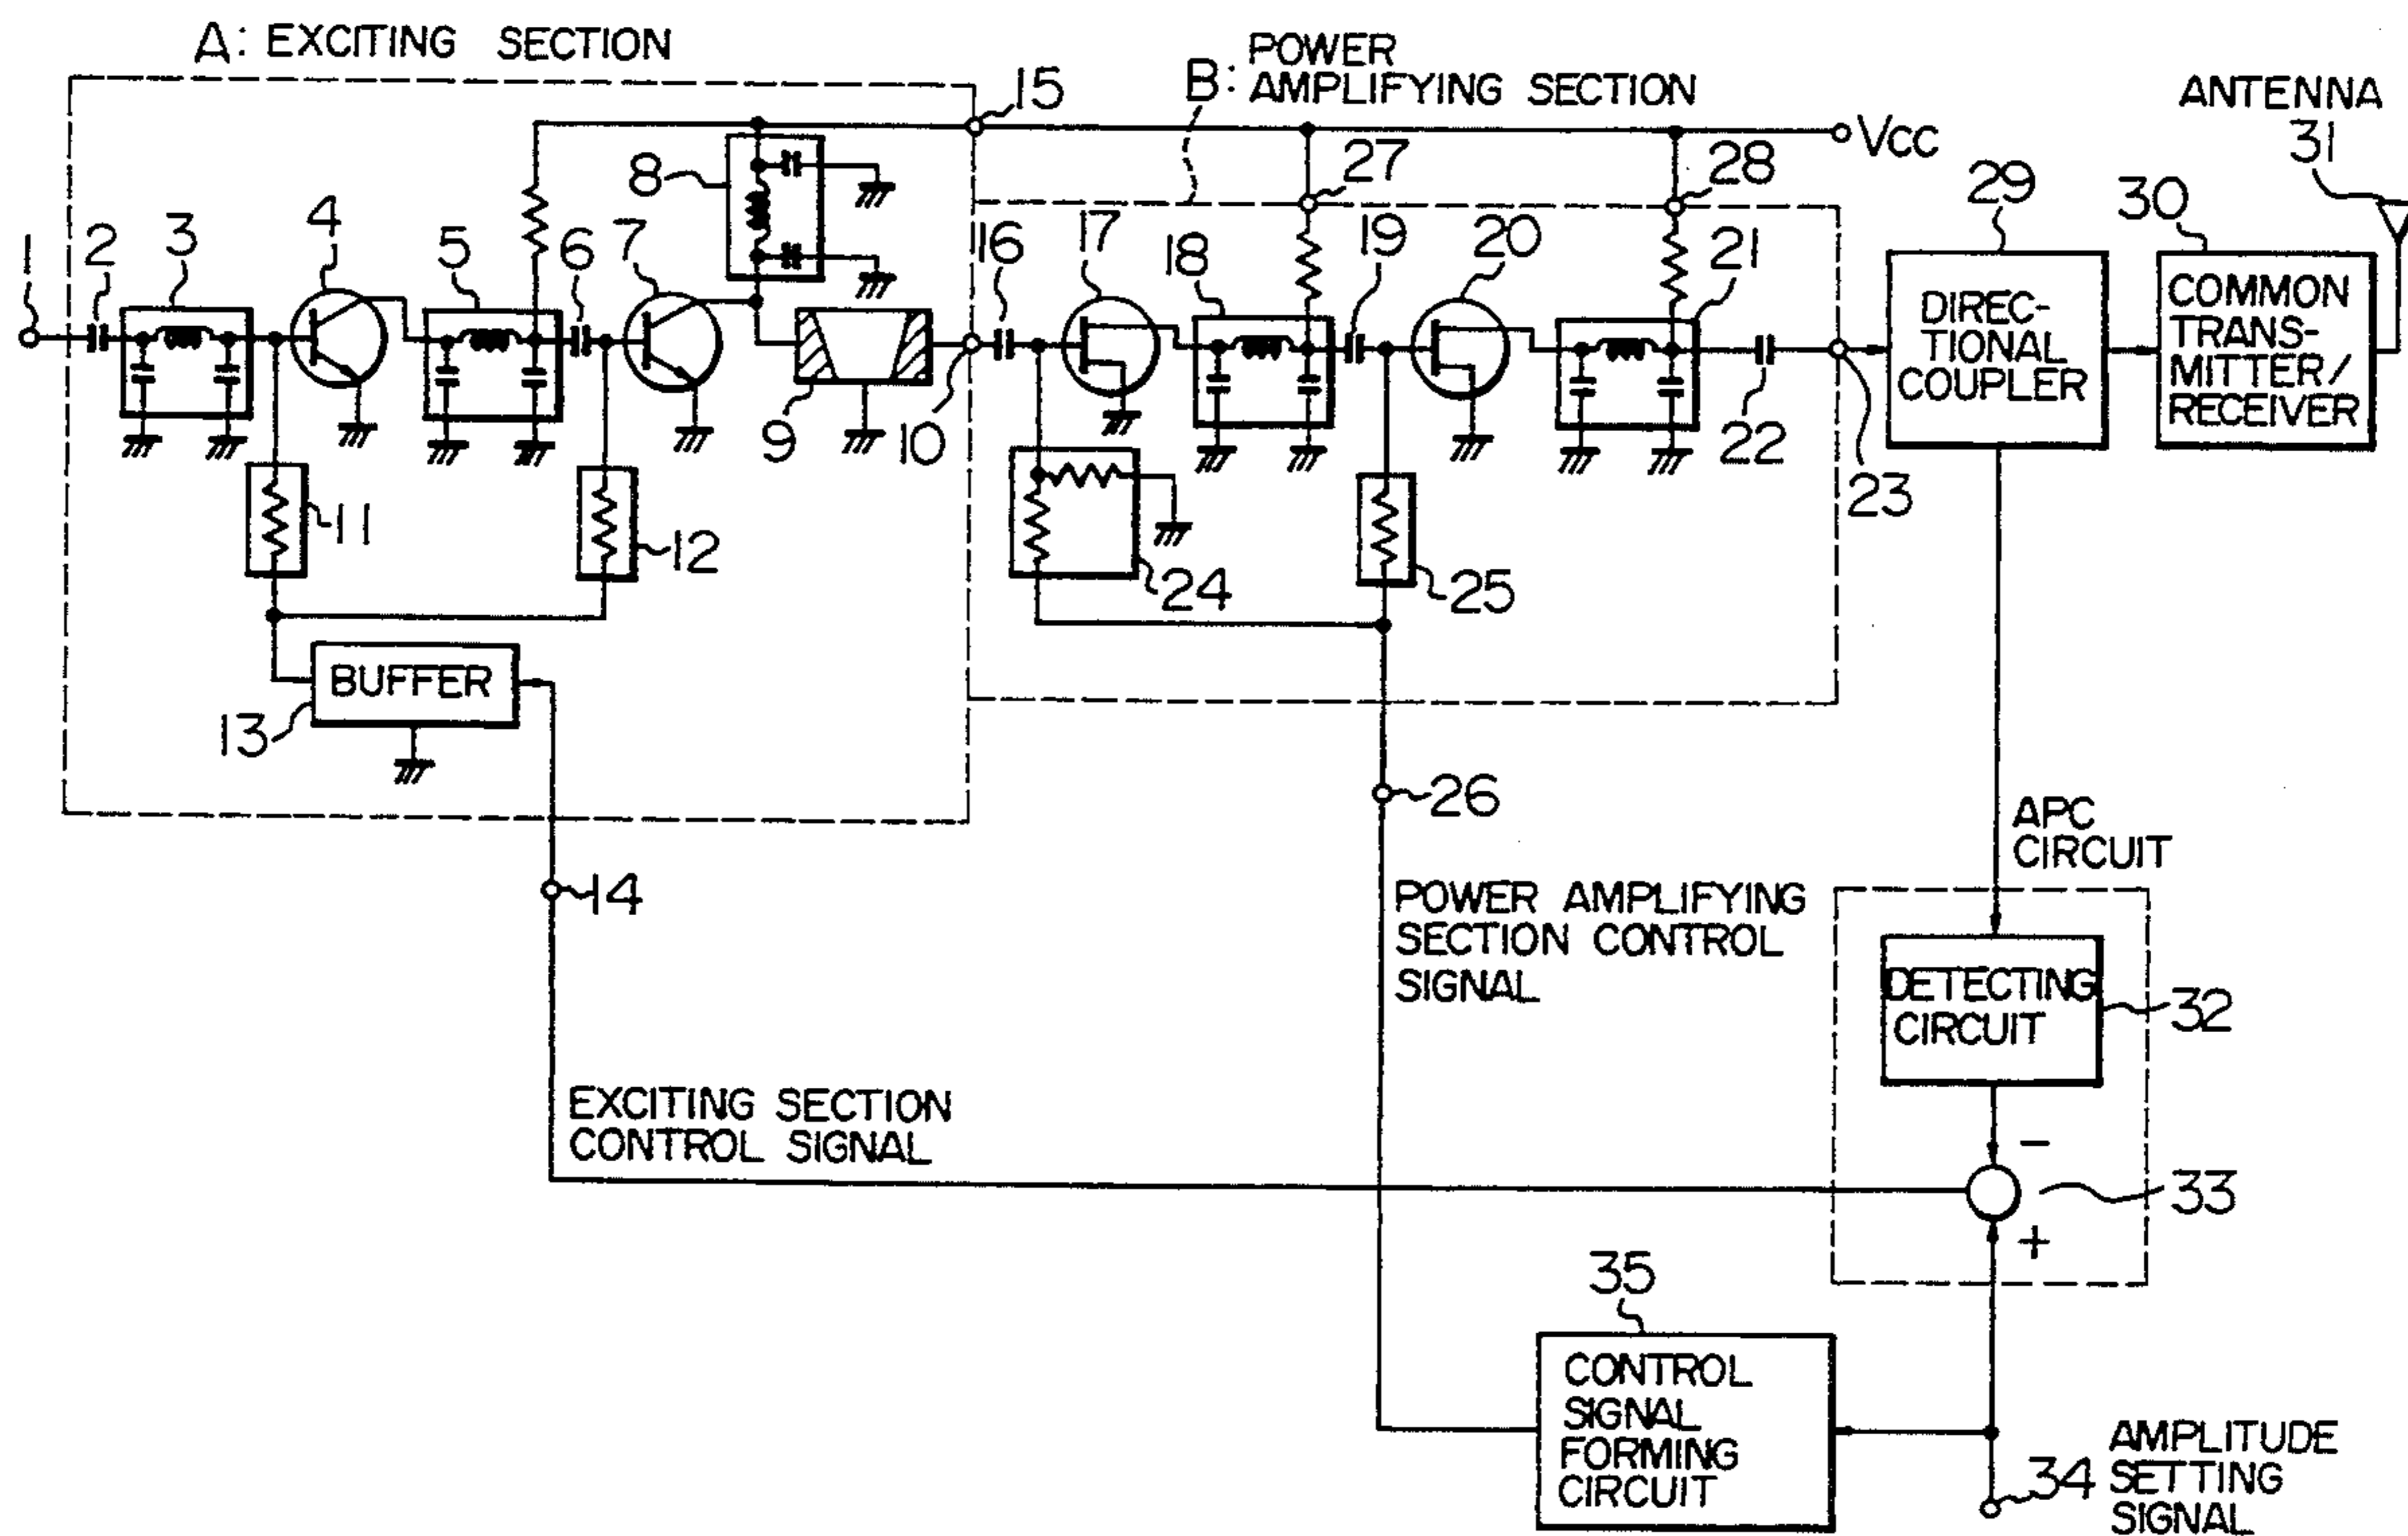 A: EXCITING SECTION
B: POWER
AMPLIFYING SECTION
ANTENNA
31
15
VCC
27
28
29
30
8
1
2
3
4
5
6
7
16
17
18
19
20
21
DIREC-
TIONAL
COUPLER
COMMON
TRANS-
MITTER/
RECEIVER
9
10
22
23
11
12
24
25
BUFFER
13
26
14
APC
CIRCUIT
POWER AMPLIFYING
SECTION CONTROL
SIGNAL
DETECTING
CIRCUIT
32
EXCITING SECTION
CONTROL SIGNAL
-
33
+
35
CONTROL
SIGNAL
FORMING
CIRCUIT
34
AMPLITUDE
SETTING
SIGNAL